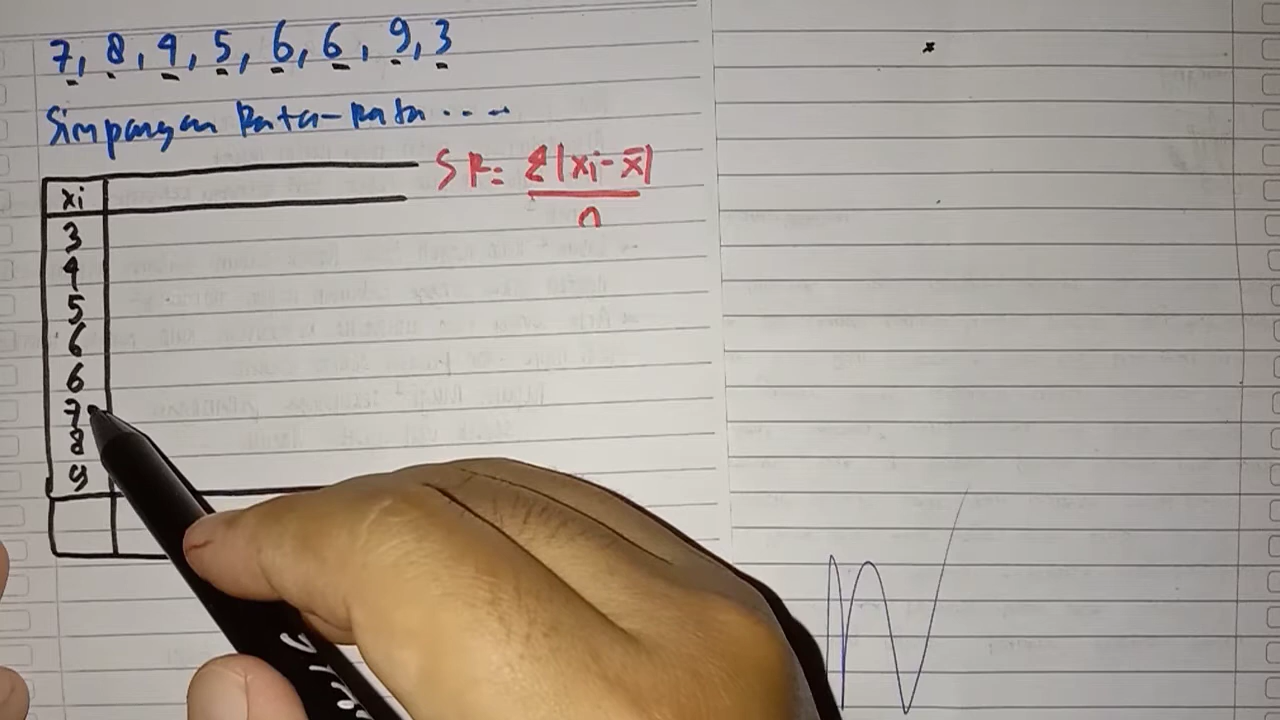 7, 8, 4, 5, 6, 6, 9, 3
Simpangan Rata-Rata ....
SR = Σ|xi - x̄|
n
xi
3
4
5
6
6
7
8
9